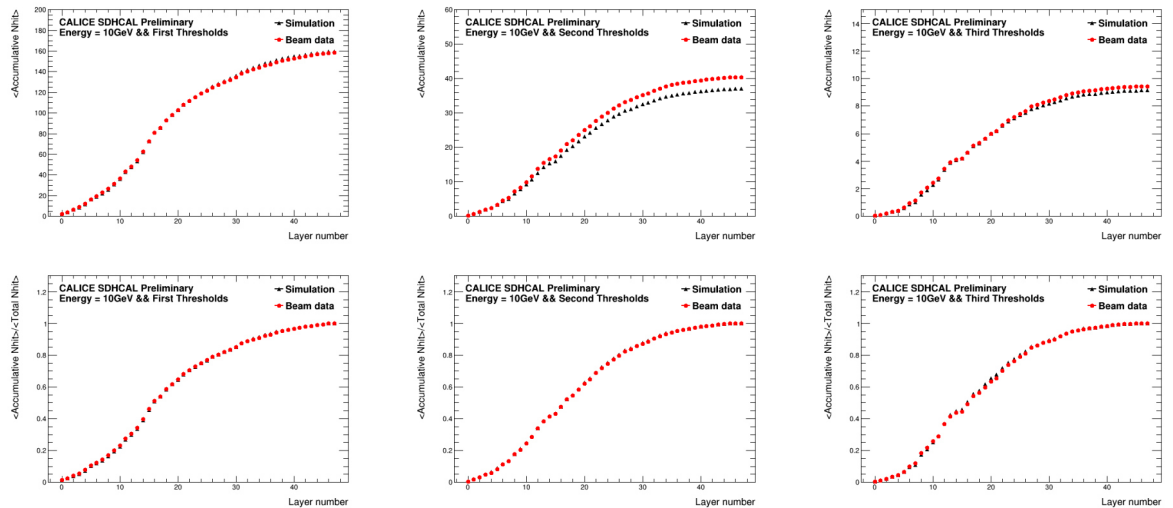 CALICE SDHCAL Preliminary
Energy = 10GeV && First Thresholds
Simulation
Beam data
<Accumulative Nhit>
200
180
160
140
120
100
80
60
40
20
0
0 10 20 30 40
Layer number
CALICE SDHCAL Preliminary
Energy = 10GeV && Second Thresholds
Simulation
Beam data
<Accumulative Nhit>
60
50
40
30
20
10
0
0 10 20 30 40
Layer number
CALICE SDHCAL Preliminary
Energy = 10GeV && Third Thresholds
Simulation
Beam data
<Accumulative Nhit>
14
12
10
8
6
4
2
0
0 10 20 30 40
Layer number
CALICE SDHCAL Preliminary
Energy = 10GeV && First Thresholds
Simulation
Beam data
<Accumulative Nhit>/<Total Nhit>
1.2
1
0.8
0.6
0.4
0.2
0
0 10 20 30 40
Layer number
CALICE SDHCAL Preliminary
Energy = 10GeV && Second Thresholds
Simulation
Beam data
<Accumulative Nhit>/<Total Nhit>
1.2
1
0.8
0.6
0.4
0.2
0
0 10 20 30 40
Layer number
CALICE SDHCAL Preliminary
Energy = 10GeV && Third Thresholds
Simulation
Beam data
<Accumulative Nhit>/<Total Nhit>
1.2
1
0.8
0.6
0.4
0.2
0
0 10 20 30 40
Layer number